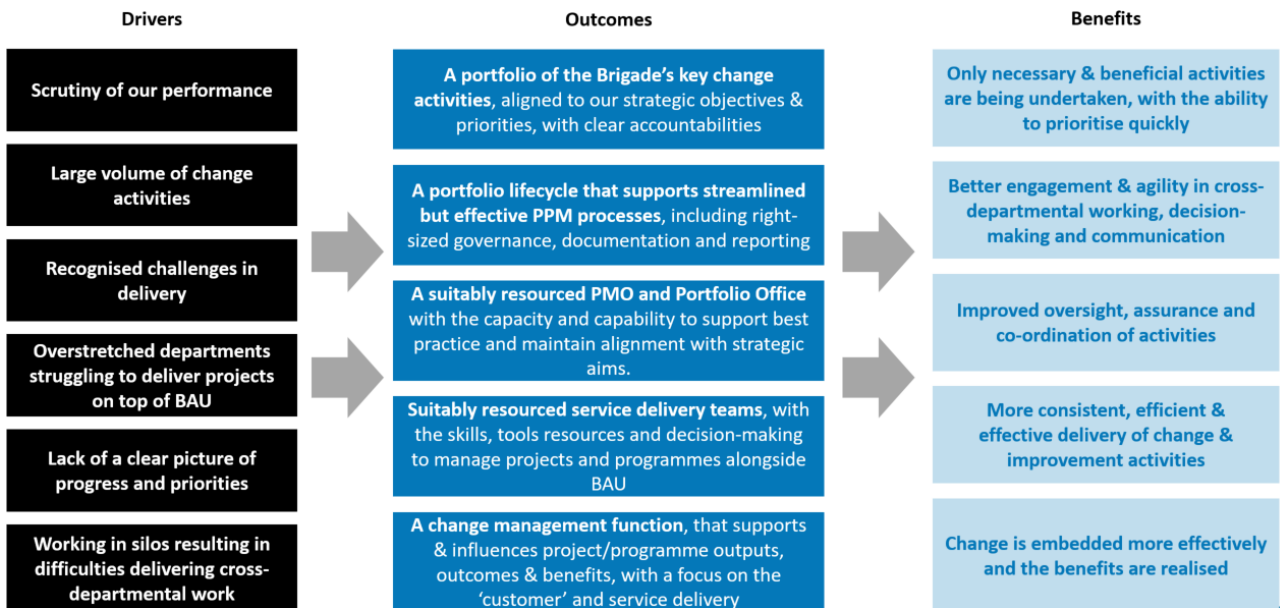 Drivers
Scrutiny of our performance
Large volume of change
activities
Recognised challenges in
delivery
Overstretched departments
struggling to deliver projects
on top of BAU
Lack of a clear picture of
progress and priorities
Working in silos resulting in
difficulties delivering cross-
departmental work
Outcomes
A portfolio of the Brigade’s key change
activities, aligned to our strategic objectives &
priorities, with clear accountabilities
A portfolio lifecycle that supports streamlined
but effective PPM processes, including right-
sized governance, documentation and reporting
A suitably resourced PMO and Portfolio Office
with the capacity and capability to support best
practice and maintain alignment with strategic
aims.
Suitably resourced service delivery teams, with
the skills, tools resources and decision-making
to manage projects and programmes alongside
BAU
A change management function, that supports
& influences project/programme outputs,
outcomes & benefits, with a focus on the
‘customer’ and service delivery
Benefits
Only necessary & beneficial activities
are being undertaken, with the ability
to prioritise quickly
Better engagement & agility in cross-
departmental working, decision-
making and communication
Improved oversight, assurance and
co-ordination of activities
More consistent, efficient &
effective delivery of change &
improvement activities
Change is embedded more effectively
and the benefits are realised